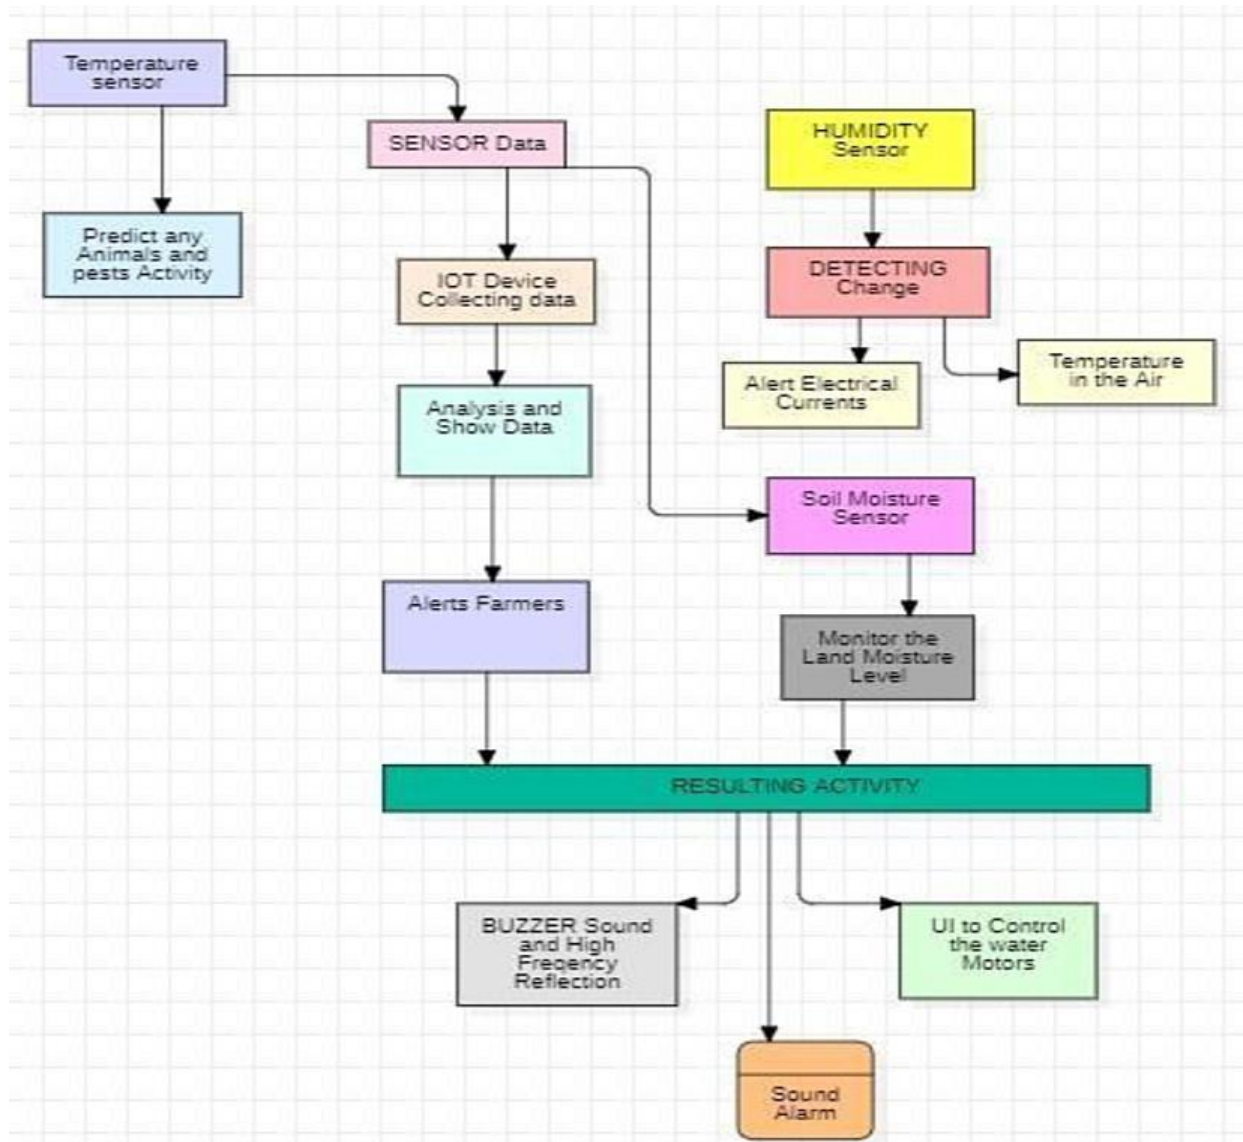 Temperature
sensor
SENSOR Data
HUMIDITY
Sensor
Predict any
Animals and
pests Activity
IOT Device
Collecting data
DETECTING
Change
Temperature
in the Air
Alert Electrical
Currents
Analysis and
Show Data
Soil Moisture
Sensor
Alerts Farmers
Monitor the
Land Moisture
Level
RESULTING ACTIVITY
BUZZER Sound
and High
Freqency
Reflection
UI to Control
the water
Motors
Sound
Alarm